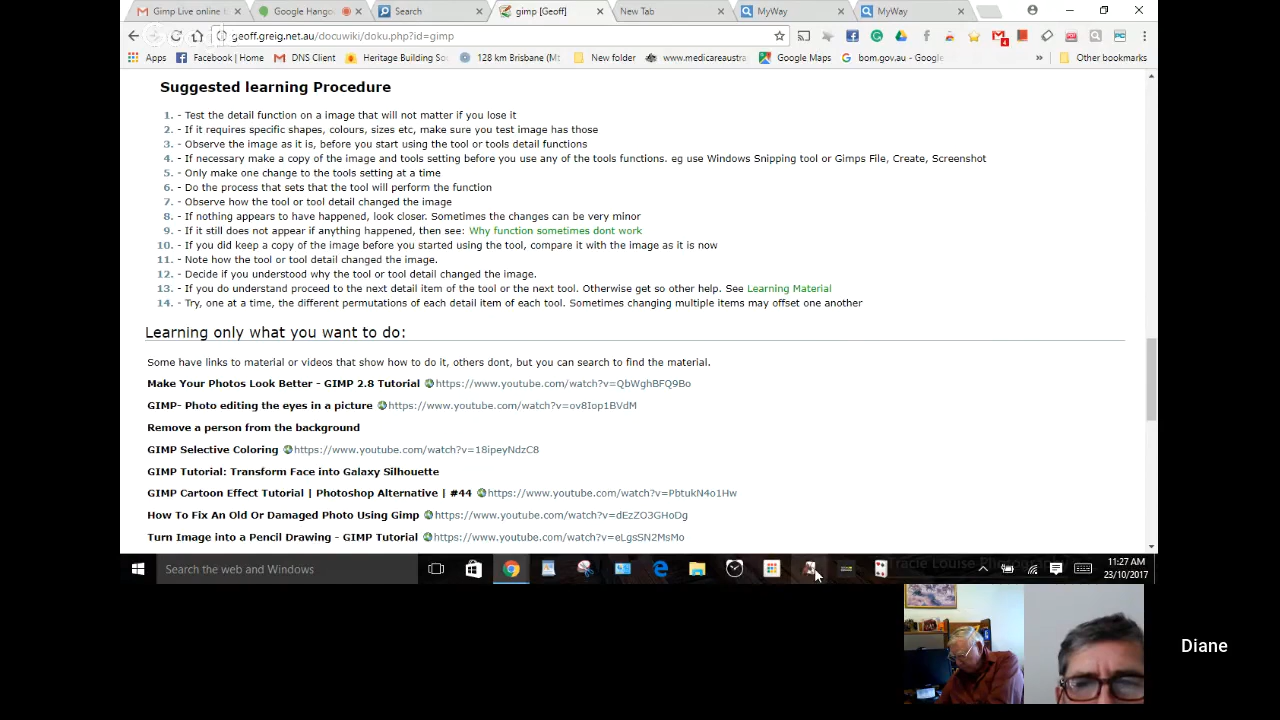 Gimp Live online
Google Hango
Search
gimp [Geoff]
New Tab
MyWay
MyWay
geoff.greig.net.au/docuwiki/doku.php?id=gimp
4
Apps
Facebook | Home
DNS Client
Heritage Building So
128 km Brisbane (Mt
New folder
www.medicareaustra
Google Maps
bom.gov.au - Google
»
Other bookmarks
Suggested learning Procedure
1. - Test the detail function on a image that will not matter if you lose it
2. - If it requires specific shapes, colours, sizes etc, make sure you test image has those
3. - Observe the image as it is, before you start using the tool or tools detail functions
4. - If necessary make a copy of the image and tools setting before you use any of the tools functions. eg use Windows Snipping tool or Gimps File, Create, Screenshot
5. - Only make one change to the tools setting at a time
6. - Do the process that sets that the tool will perform the function
7. - Observe how the tool or tool detail changed the image
8. - If nothing appears to have happened, look closer. Sometimes the changes can be very minor
9. - If it still does not appear if anything happened, then see: Why function sometimes dont work
10. - If you did keep a copy of the image before you started using the tool, compare it with the image as it is now
11. - Note how the tool or tool detail changed the image.
12. - Decide if you understood why the tool or tool detail changed the image.
13. - If you do understand proceed to the next detail item of the tool or the next tool. Otherwise get so other help. See Learning Material
14. - Try, one at a time, the different permutations of each detail item of each tool. Sometimes changing multiple items may offset one another
Learning only what you want to do:
Some have links to material or videos that show how to do it, others dont, but you can search to find the material.
Make Your Photos Look Better - GIMP 2.8 Tutorial https://www.youtube.com/watch?v=QbWghBFQ9Bo
GIMP- Photo editing the eyes in a picture https://www.youtube.com/watch?v=ov8Iop1BVdM
Remove a person from the background
GIMP Selective Coloring https://www.youtube.com/watch?v=18ipeyNdzC8
GIMP Tutorial: Transform Face into Galaxy Silhouette
GIMP Cartoon Effect Tutorial | Photoshop Alternative | #44 https://www.youtube.com/watch?v=PbtukN4o1Hw
How To Fix An Old Or Damaged Photo Using Gimp https://www.youtube.com/watch?v=dEzZO3GHoDg
Turn Image into a Pencil Drawing - GIMP Tutorial https://www.youtube.com/watch?v=eLgsSN2MsMo
Search the web and Windows
11:27 AM
23/10/2017
Diane